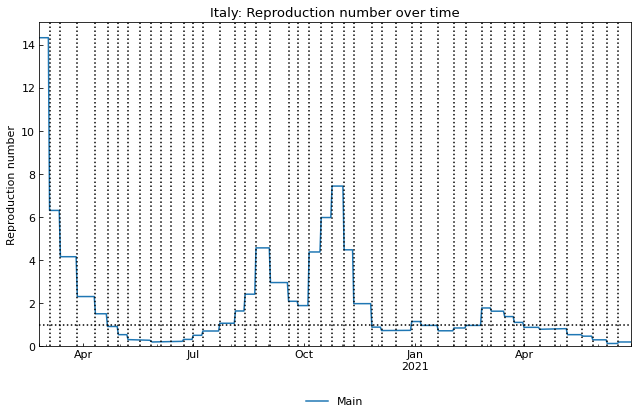 Italy: Reproduction number over time
Reproduction number
14
12
10
8
6
4
2
0
Apr
Jul
Oct
Jan
2021
Apr
Main